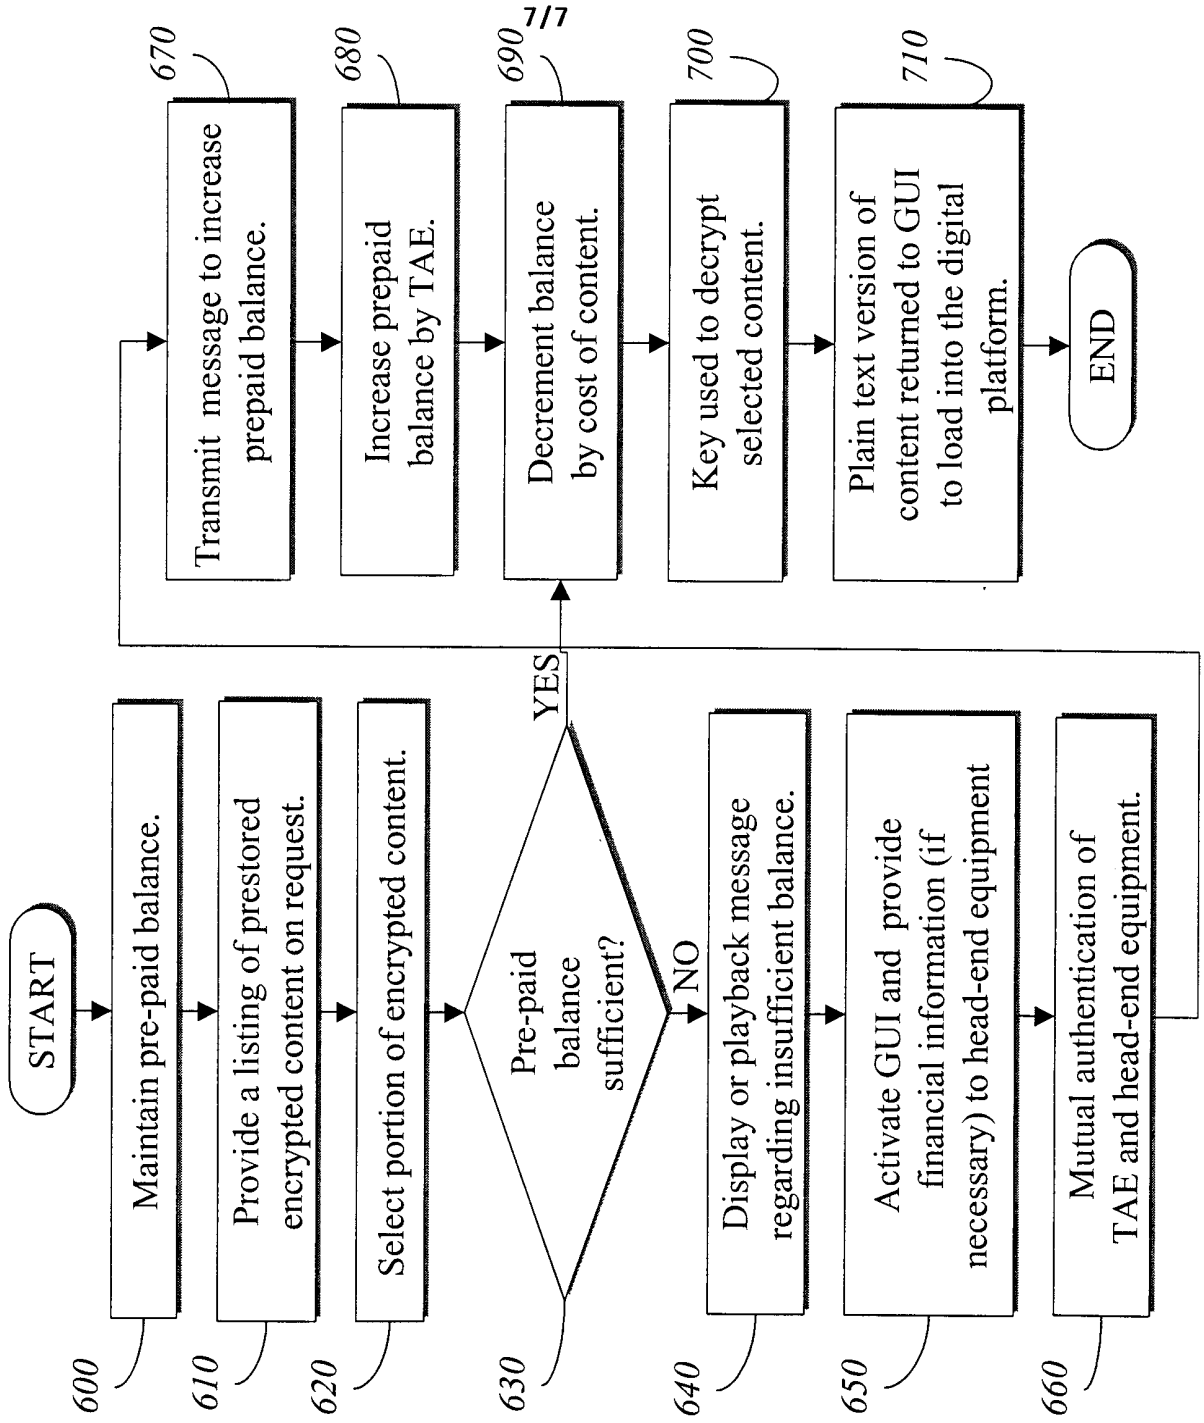 7/7
START
600
Maintain pre-paid balance.
610
Provide a listing of prestored
encrypted content on request.
620
Select portion of encrypted content.
630
Pre-paid
balance
sufficient?
YES
NO
640
Display or playback message
regarding insufficient balance.
650
Activate GUI and provide
financial information (if
necessary) to head-end equipment
660
Mutual authentication of
TAE and head-end equipment.
670
Transmit message to increase
prepaid balance.
680
Increase prepaid
balance by TAE.
690
Decrement balance
by cost of content.
700
Key used to decrypt
selected content.
710
Plain text version of
content returned to GUI
to load into the digital
platform.
END